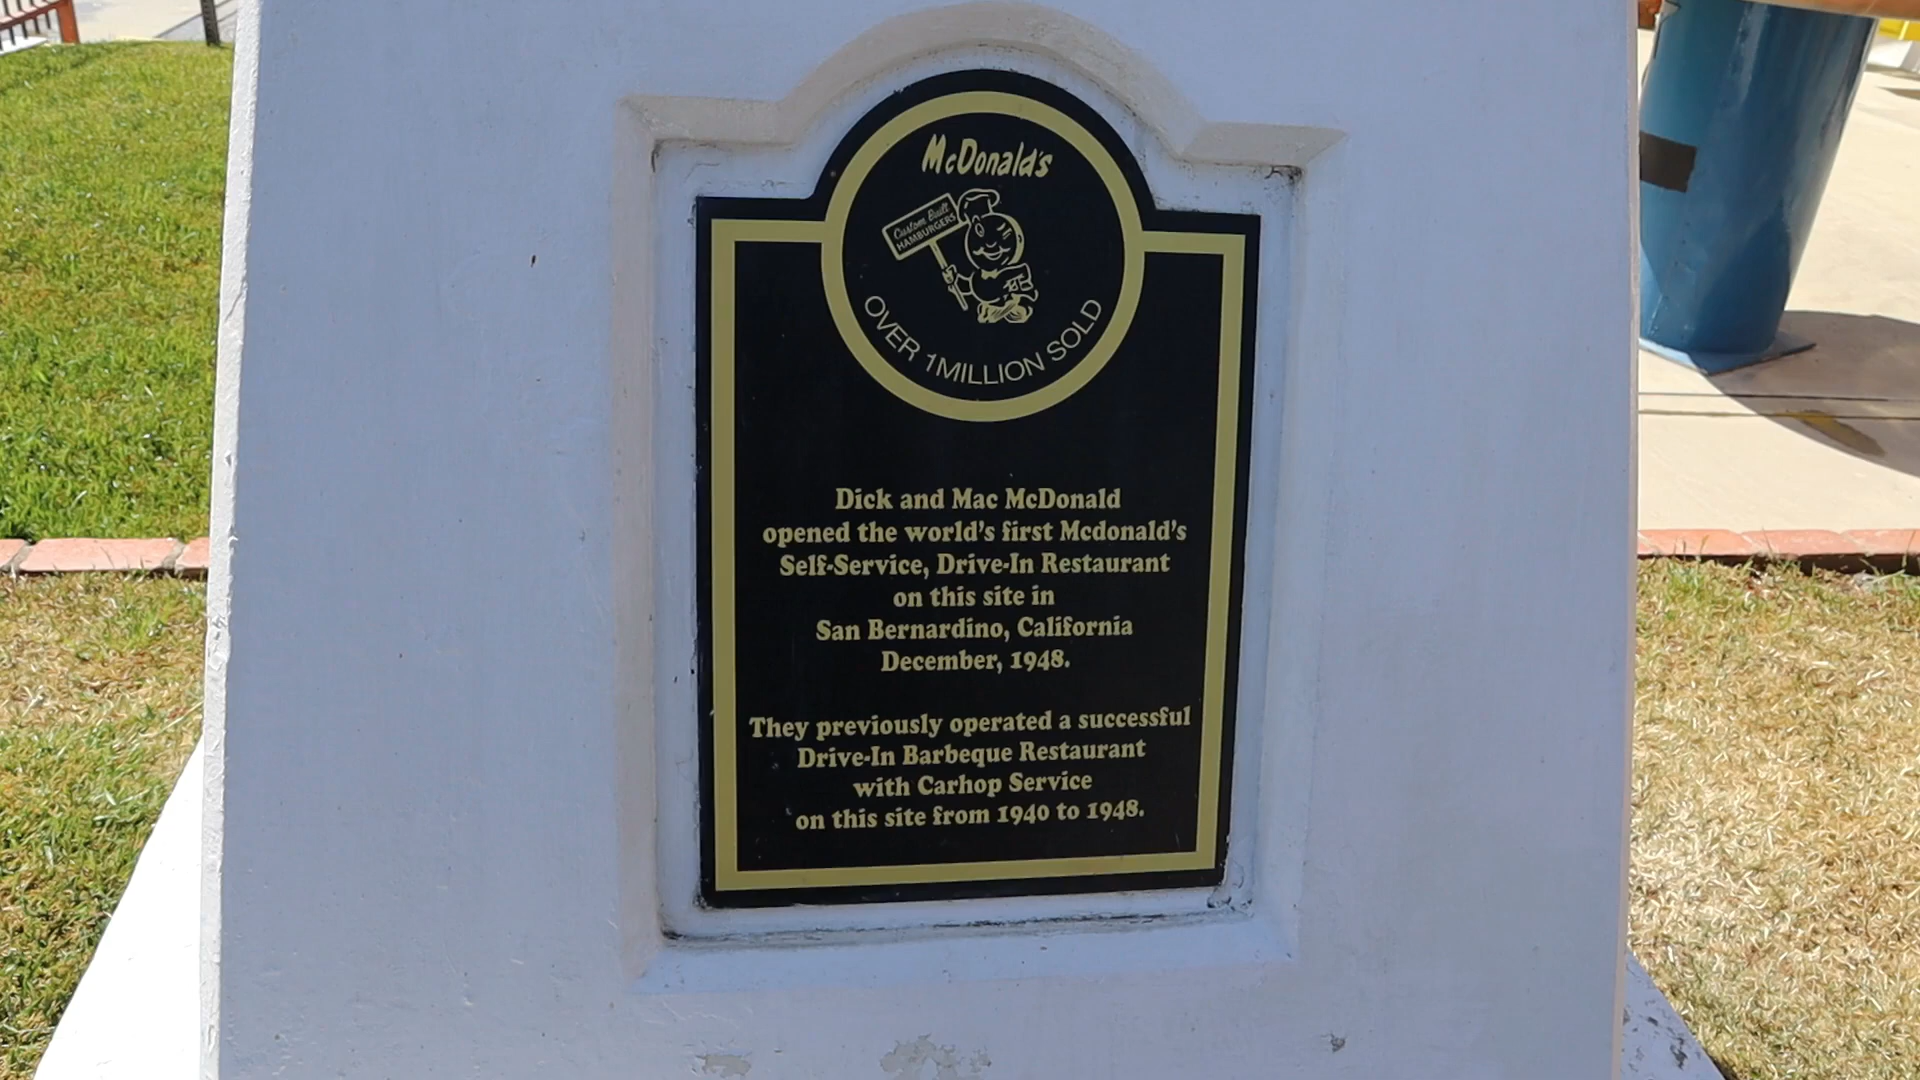 McDonald's
Custom Built
HAMBURGERS
OVER 1 MILLION SOLD
Dick and Mac McDonald
opened the world's first Mcdonald's
Self-Service, Drive-In Restaurant
on this site in
San Bernardino, California
December, 1948.
They previously operated a successful
Drive-In Barbeque Restaurant
with Carhop Service
on this site from 1940 to 1948.